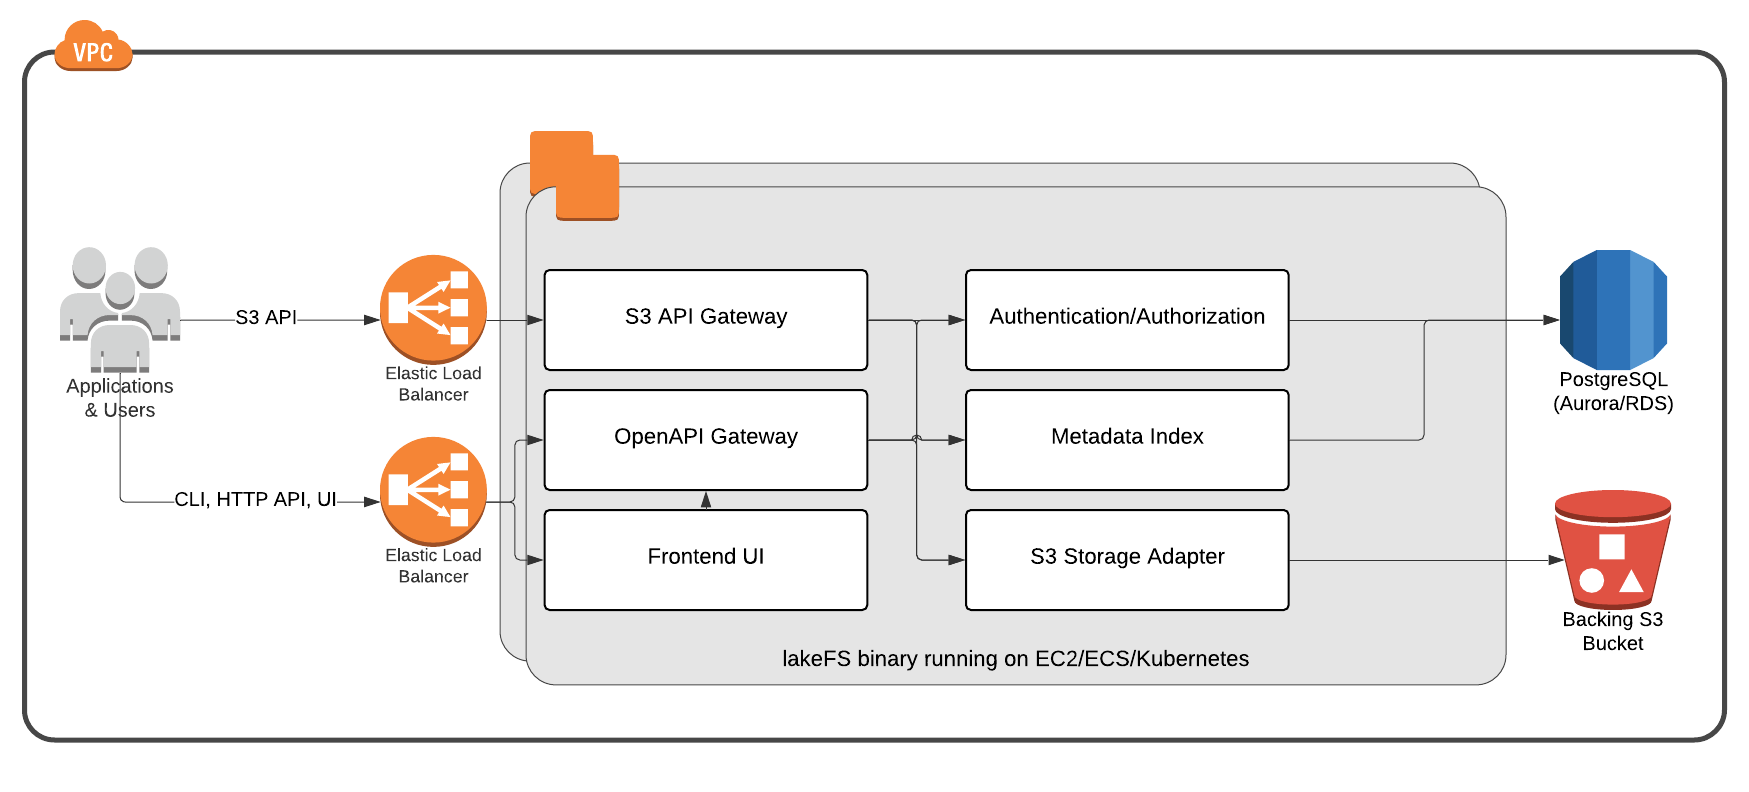 VPC
S3 API
Applications
& Users
CLI, HTTP API, UI
Elastic Load
Balancer
Elastic Load
Balancer
S3 API Gateway
OpenAPI Gateway
Frontend UI
Authentication/Authorization
Metadata Index
S3 Storage Adapter
lakeFS binary running on EC2/ECS/Kubernetes
PostgreSQL
(Aurora/RDS)
Backing S3
Bucket